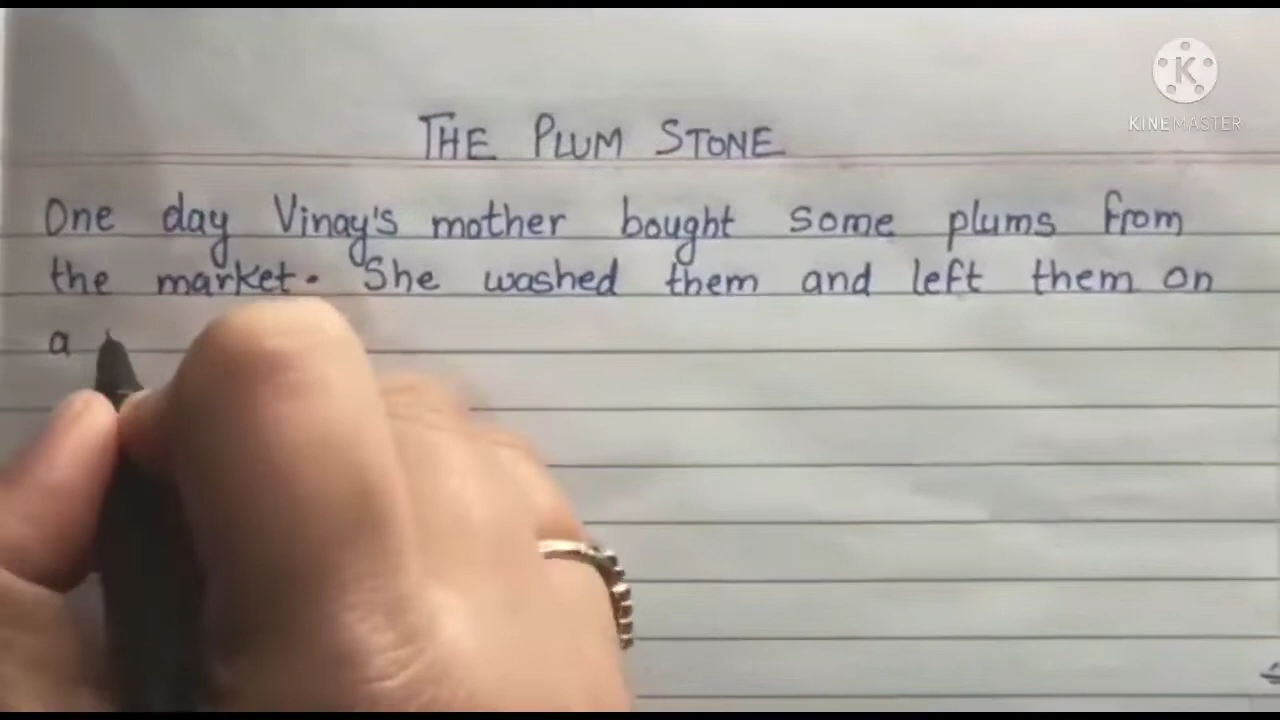 K
KINEMASTER
THE PLUM STONE
One day Vinay's mother bought some plums from
the market. She washed them and left them on
a